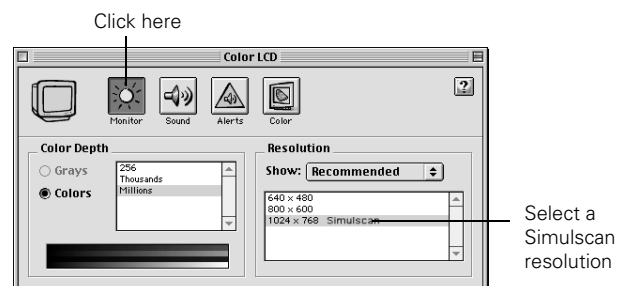 Click here
Color LCD
?
Monitor Sound Alerts Color
Color Depth
Grays
Colors
256
Thousands
Millions
Resolution
Show: Recommended
640 × 480
800 × 600
1024 × 768 Simulscan
Select a
Simulscan
resolution